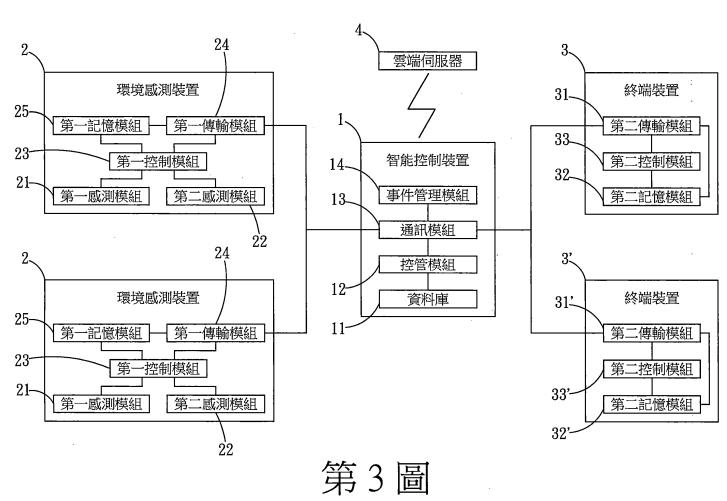 2
環境感測裝置
24
25
第一記憶模組
第一傳輸模組
23
第一控制模組
21
第一感測模組
第二感測模組
22
2
環境感測裝置
24
25
第一記憶模組
第一傳輸模組
23
第一控制模組
21
第一感測模組
第二感測模組
22
4
雲端伺服器
1
智能控制裝置
14
事件管理模組
13
通訊模組
控管模組
12
資料庫
11
3
終端裝置
31
第二傳輸模組
33
第二控制模組
32
第二記憶模組
3'
終端裝置
31'
第二傳輸模組
第二控制模組
33'
第二記憶模組
32'
第3圖